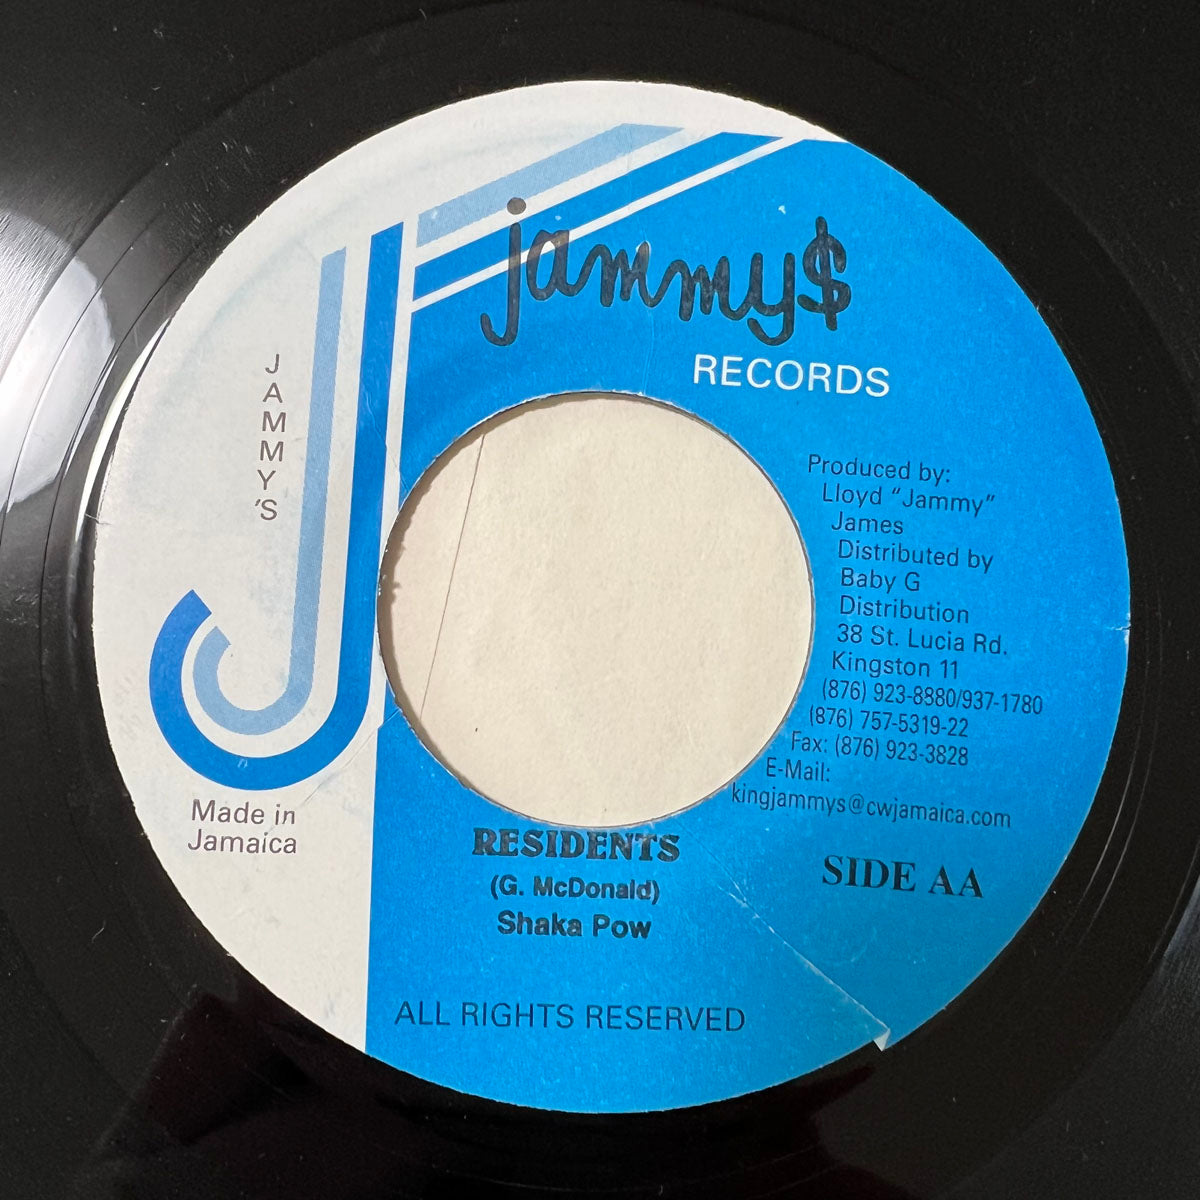 jammy$
RECORDS
JAMMY'S
Produced by:
Lloyd "Jammy"
James
Distributed by
Baby G
Distribution
38 St. Lucia Rd.
Kingston 11
(876) 923-8880/937-1780
(876) 757-5319-22
Fax: (876) 923-3828
E-Mail:
kingjammys@cwjamaica.com
Made in
Jamaica
RESIDENTS
(G. McDonald)
Shaka Pow
SIDE AA
ALL RIGHTS RESERVED